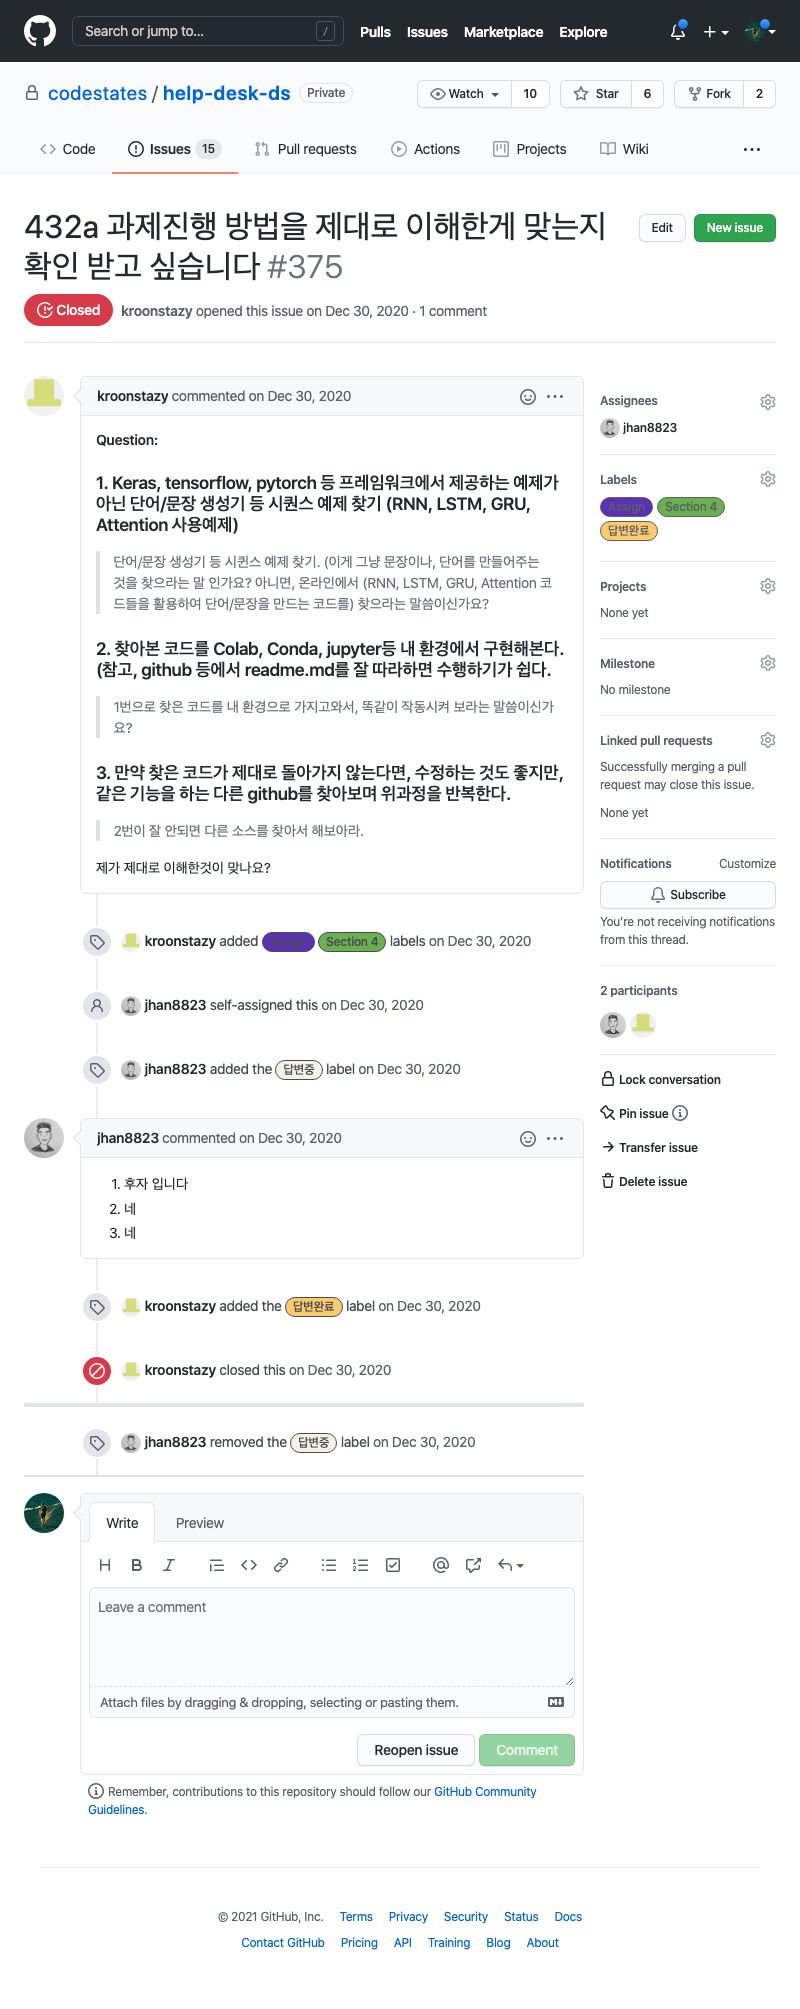 Search or jump to... /
Pulls Issues Marketplace Explore
codestates / help-desk-ds Private
Watch 10 Star 6 Fork 2
Code Issues 15 Pull requests Actions Projects Wiki ...
432a 과제진행 방법을 제대로 이해한게 맞는지
확인 받고 싶습니다 #375
Edit New issue
Closed kroonstazy opened this issue on Dec 30, 2020 · 1 comment
kroonstazy commented on Dec 30, 2020
Question:
1. Keras, tensorflow, pytorch 등 프레임워크에서 제공하는 예제가
아닌 단어/문장 생성기 등 시퀀스 예제 찾기 (RNN, LSTM, GRU,
Attention 사용예제)
단어/문장 생성기 등 시퀀스 예제 찾기. (이게 그냥 문장이나, 단어를 만들어주는
것을 찾으라는 말 인가요? 아니면, 온라인에서 (RNN, LSTM, GRU, Attention 코
드들을 활용하여 단어/문장을 만드는 코드를) 찾으라는 말씀이신가요?
2. 찾아본 코드를 Colab, Conda, jupyter등 내 환경에서 구현해본다.
(참고, github 등에서 readme.md를 잘 따라하면 수행하기가 쉽다.
1번으로 찾은 코드를 내 환경으로 가지고와서, 똑같이 작동시켜 보라는 말씀이신가
요?
3. 만약 찾은 코드가 제대로 돌아가지 않는다면, 수정하는 것도 좋지만,
같은 기능을 하는 다른 github를 찾아보며 위과정을 반복한다.
2번이 잘 안되면 다른 소스를 찾아서 해보아라.
제가 제대로 이해한것이 맞나요?
kroonstazy added Assign Section 4 labels on Dec 30, 2020
jhan8823 self-assigned this on Dec 30, 2020
jhan8823 added the 답변중 label on Dec 30, 2020
jhan8823 commented on Dec 30, 2020
1. 후자 입니다
2. 네
3. 네
kroonstazy added the 답변완료 label on Dec 30, 2020
kroonstazy closed this on Dec 30, 2020
jhan8823 removed the 답변중 label on Dec 30, 2020
Write Preview
Leave a comment
Attach files by dragging & dropping, selecting or pasting them.
Reopen issue Comment
Remember, contributions to this repository should follow our GitHub Community
Guidelines.
Assignees
jhan8823
Labels
Assign Section 4
답변완료
Projects
None yet
Milestone
No milestone
Linked pull requests
Successfully merging a pull
request may close this issue.
None yet
Notifications Customize
Subscribe
You're not receiving notifications
from this thread.
2 participants
Lock conversation
Pin issue
Transfer issue
Delete issue
© 2021 GitHub, Inc. Terms Privacy Security Status Docs
Contact GitHub Pricing API Training Blog About